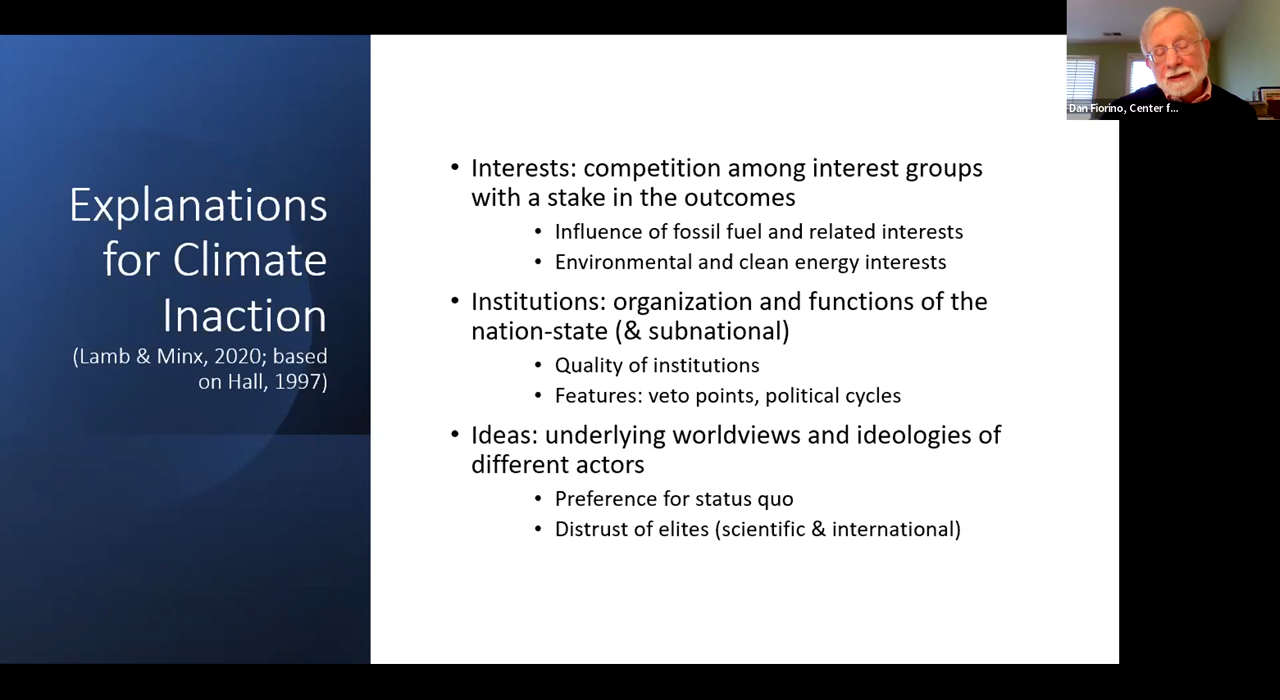 Explanations
for Climate
Inaction
(Lamb & Minx, 2020; based
on Hall, 1997)
• Interests: competition among interest groups
with a stake in the outcomes
• Influence of fossil fuel and related interests
• Environmental and clean energy interests
• Institutions: organization and functions of the
nation-state (& subnational)
• Quality of institutions
• Features: veto points, political cycles
• Ideas: underlying worldviews and ideologies of
different actors
• Preference for status quo
• Distrust of elites (scientific & international)
Dan Fiorino, Center f...